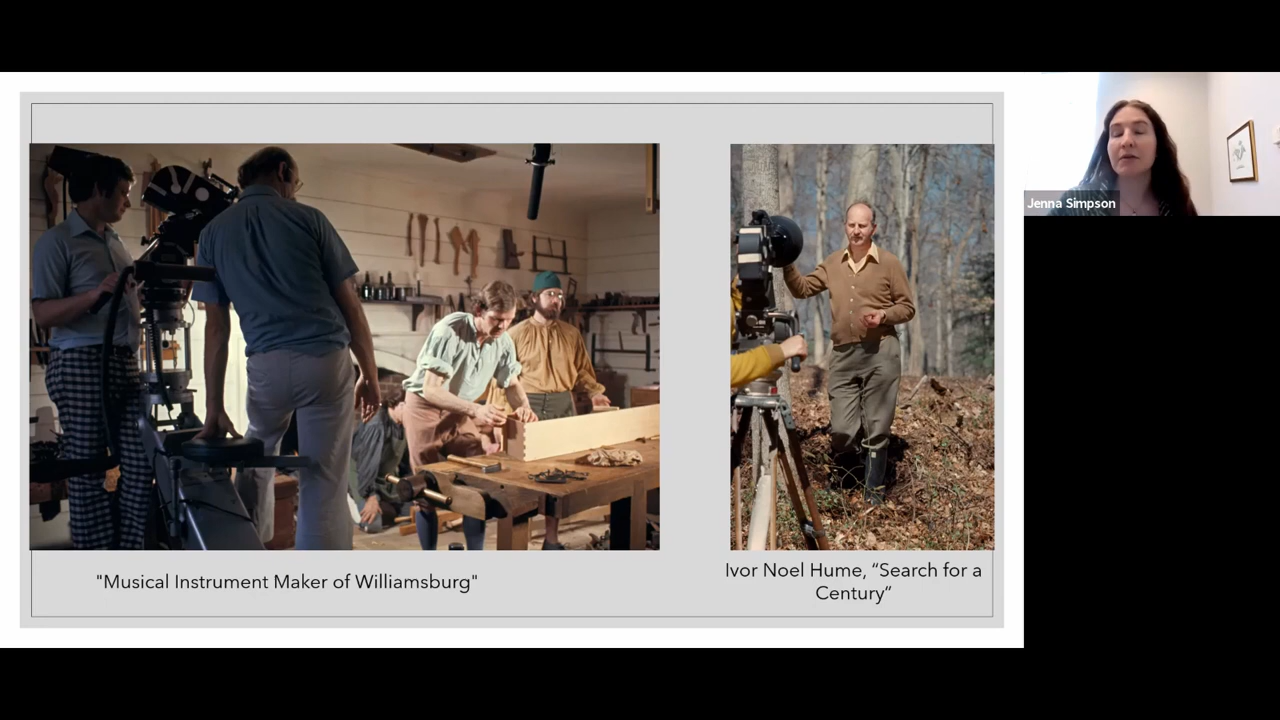 Jenna Simpson
"Musical Instrument Maker of Williamsburg"
Ivor Noel Hume, “Search for a
Century”